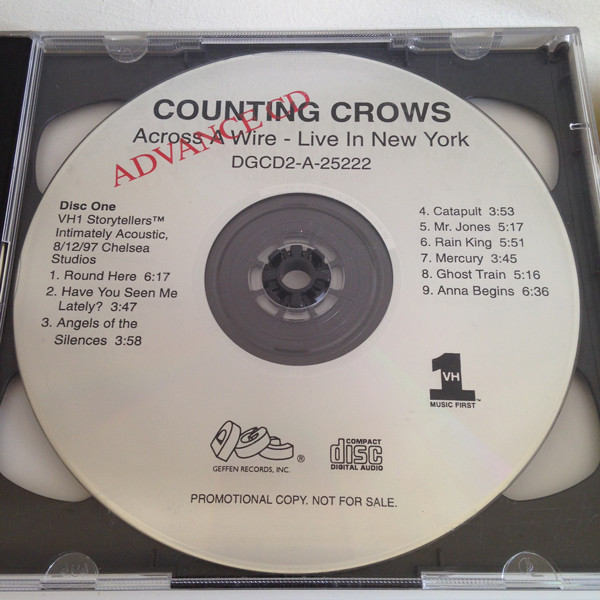 COUNTING CROWS
ADVANCE CD
Across A Wire - Live In New York
DGCD2-A-25222
Disc One
VH1 Storytellers™
Intimately Acoustic,
8/12/97 Chelsea
Studios
1. Round Here 6:17
2. Have You Seen Me
Lately? 3:47
3. Angels of the
Silences 3:58
4. Catapult 3:53
5. Mr. Jones 5:17
6. Rain King 5:51
7. Mercury 3:45
8. Ghost Train 5:16
9. Anna Begins 6:36
VH1
MUSIC FIRST™
GEFFEN RECORDS, INC.®
COMPACT
disc
DIGITAL AUDIO
PROMOTIONAL COPY. NOT FOR SALE.